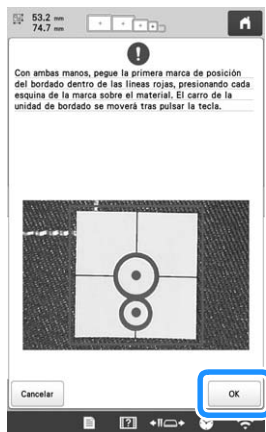 53.2 mm
74.7 mm
Con ambas manos, pegue la primera marca de posición
del bordado dentro de las líneas rojas, presionando cada
esquina de la marca sobre el material. El carro de la
unidad de bordado se moverá tras pulsar la tecla.
Cancelar
OK